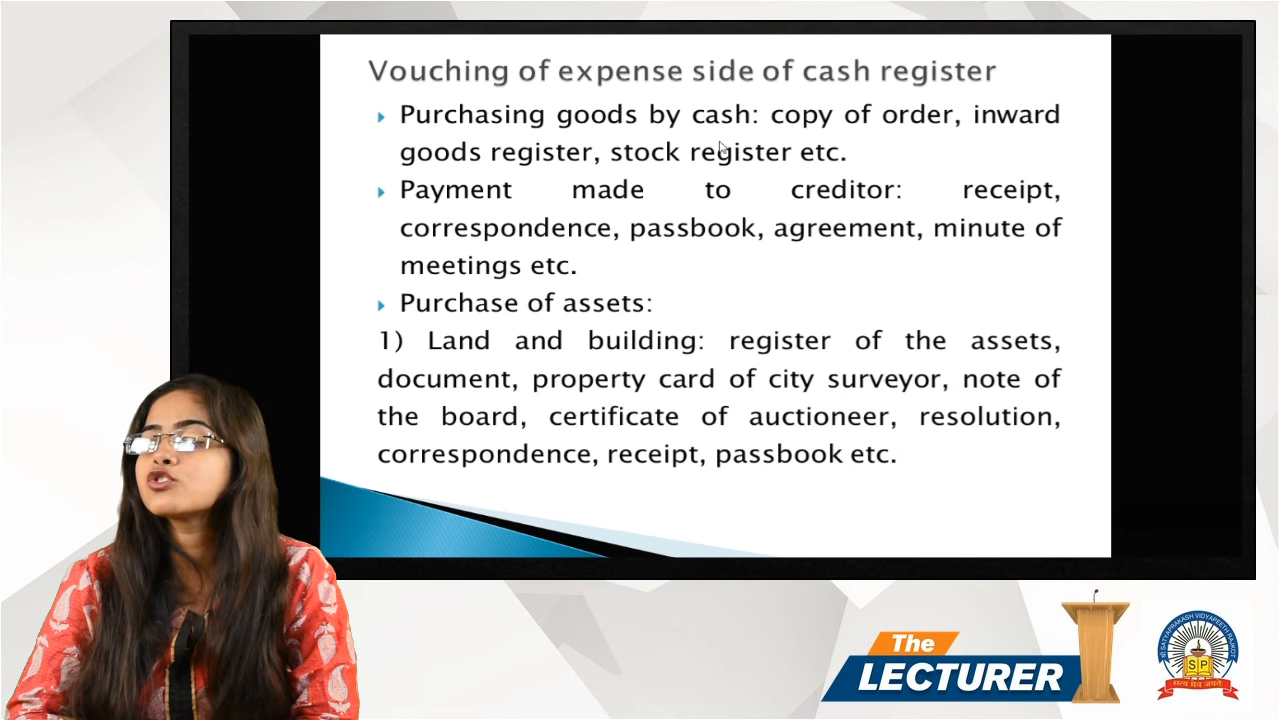 Vouching of expense side of cash register
Purchasing goods by cash: copy of order, inward
goods register, stock register etc.
Payment made to creditor: receipt,
correspondence, passbook, agreement, minute of
meetings etc.
Purchase of assets:
1) Land and building: register of the assets,
document, property card of city surveyor, note of
the board, certificate of auctioneer, resolution,
correspondence, receipt, passbook etc.
The
LECTURER
SP
सत्य मेव जयते